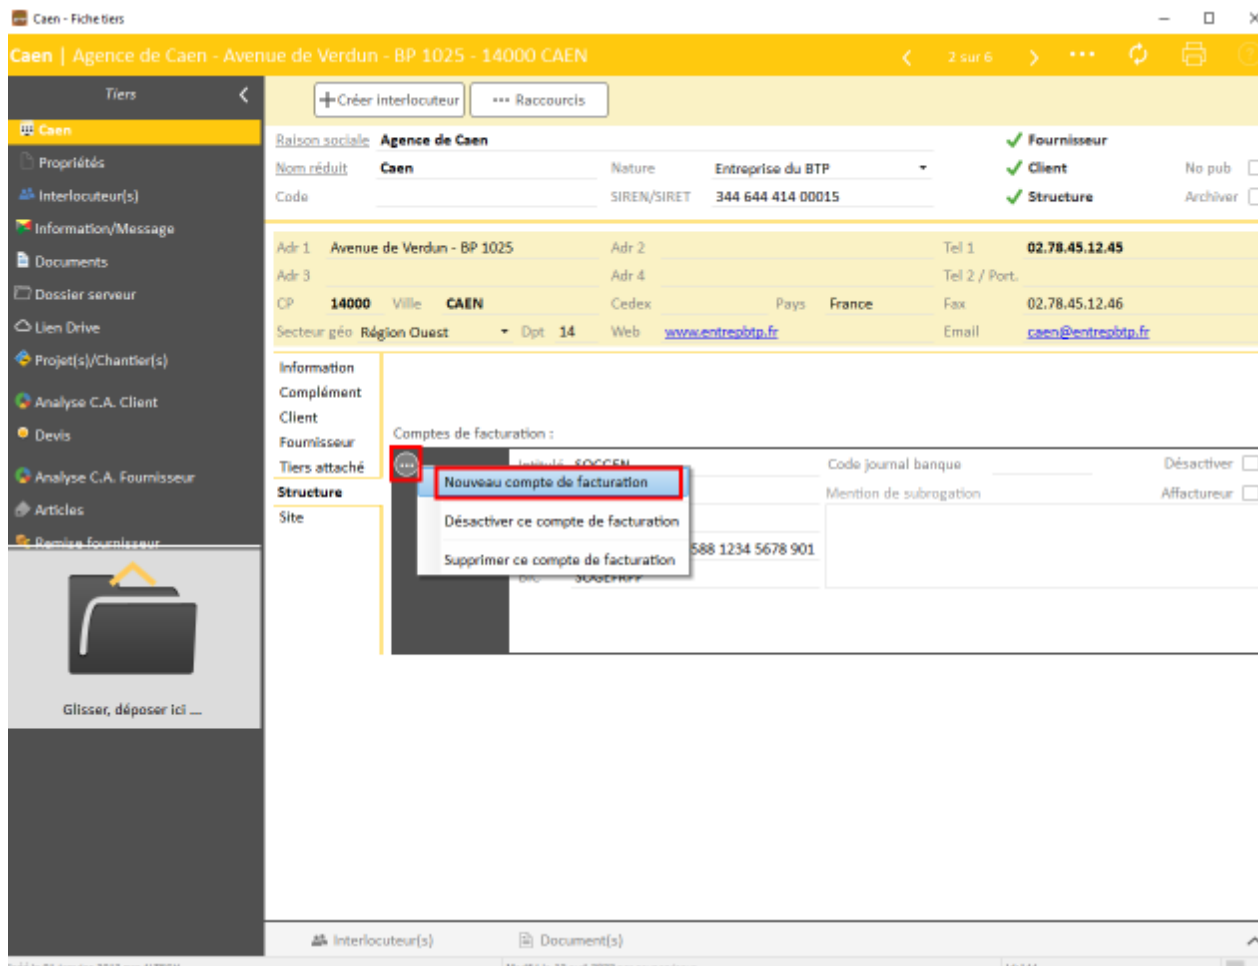 Caen - Fiche tiers
Caen | Agence de Caen - Avenue de Verdun - BP 1025 - 14000 CAEN
2 sur 6
Tiers
Créer interlocuteur
Raccourcis
Caen
Propriétés
Interlocuteur(s)
Information/Message
Documents
Dossier serveur
Lien Drive
Projet(s)/Chantier(s)
Analyse C.A. Client
Devis
Analyse C.A. Fournisseur
Articles
Remise fournisseur
Glisser, déposer ici ...
Raison sociale Agence de Caen
Fournisseur
Nom réduit Caen Nature Entreprise du BTP
Client No pub
Code SIREN/SIRET 344 644 414 00015
Structure Archiver
Adr 1 Avenue de Verdun - BP 1025 Adr 2 Tel 1 02.78.45.12.45
Adr 3 Adr 4 Tel 2 / Port.
CP 14000 Ville CAEN Cedex Pays France Fax 02.78.45.12.46
Secteur géo Région Ouest Dpt 14 Web www.entrepbtp.fr Email caen@entrepbtp.fr
Information
Complément
Client
Fournisseur
Tiers attaché
Structure
Site
Comptes de facturation :
Intitulé SOGGEN Code journal banque Désactiver
Nouveau compte de facturation
Mention de subrogation Affactureur
Désactiver ce compte de facturation
588 1234 5678 901
Supprimer ce compte de facturation
BIC SOGEFRPP
Interlocuteur(s) Document(s)